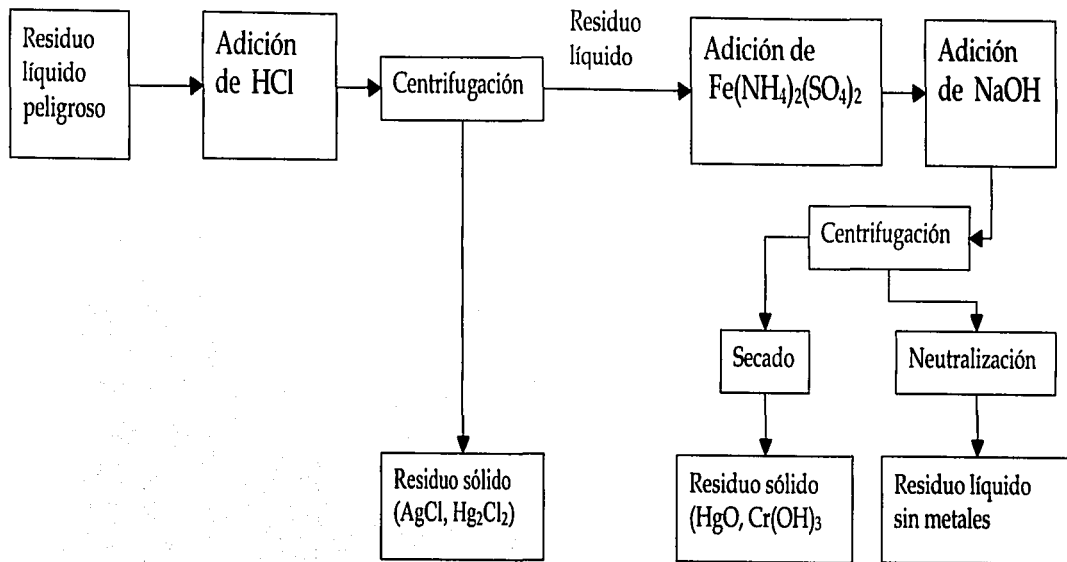 Residuo
líquido
peligroso
Adición
de HCl
Centrifugación
Residuo
líquido
Adición de
Fe(NH₄)₂(SO₄)₂
Adición
de NaOH
Centrifugación
Secado
Neutralización
Residuo sólido
(AgCl, Hg₂Cl₂)
Residuo sólido
(HgO, Cr(OH)₃
Residuo líquido
sin metales